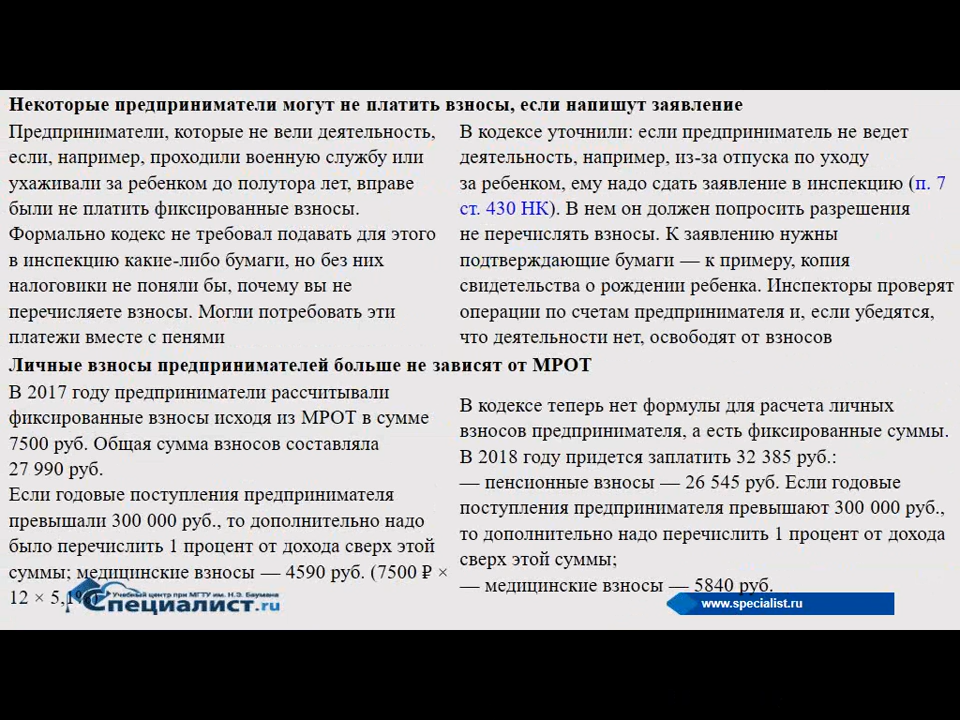 Некоторые предприниматели могут не платить взносы, если напишут заявление
Предприниматели, которые не вели деятельность,
если, например, проходили военную службу или
ухаживали за ребенком до полутора лет, вправе
были не платить фиксированные взносы.
Формально кодекс не требовал подавать для этого
в инспекцию какие-либо бумаги, но без них
налоговики не поняли бы, почему вы не
перечисляете взносы. Могли потребовать эти
платежи вместе с пенями
В кодексе уточнили: если предприниматель не ведет
деятельность, например, из-за отпуска по уходу
за ребенком, ему надо сдать заявление в инспекцию (п. 7
ст. 430 НК). В нем он должен попросить разрешения
не перечислять взносы. К заявлению нужны
подтверждающие бумаги — к примеру, копия
свидетельства о рождении ребенка. Инспекторы проверят
операции по счетам предпринимателя и, если убедятся,
что деятельности нет, освободят от взносов
Личные взносы предпринимателей больше не зависят от МРОТ
В 2017 году предприниматели рассчитывали
фиксированные взносы исходя из МРОТ в сумме
7500 руб. Общая сумма взносов составляла
27 990 руб.
Если годовые поступления предпринимателя
превышали 300 000 руб., то дополнительно надо
было перечислить 1 процент от дохода сверх этой
суммы; медицинские взносы — 4590 руб. (7500 ₽ ×
12 × 5,1%)
В кодексе теперь нет формулы для расчета личных
взносов предпринимателя, а есть фиксированные суммы.
В 2018 году придется заплатить 32 385 руб.:
— пенсионные взносы — 26 545 руб. Если годовые
поступления предпринимателя превышают 300 000 руб.,
то дополнительно надо перечислить 1 процент от дохода
сверх этой суммы;
— медицинские взносы — 5840 руб.
Учебный центр при МГТУ им. Н.Э. Баумана
Специалист.ru
www.specialist.ru